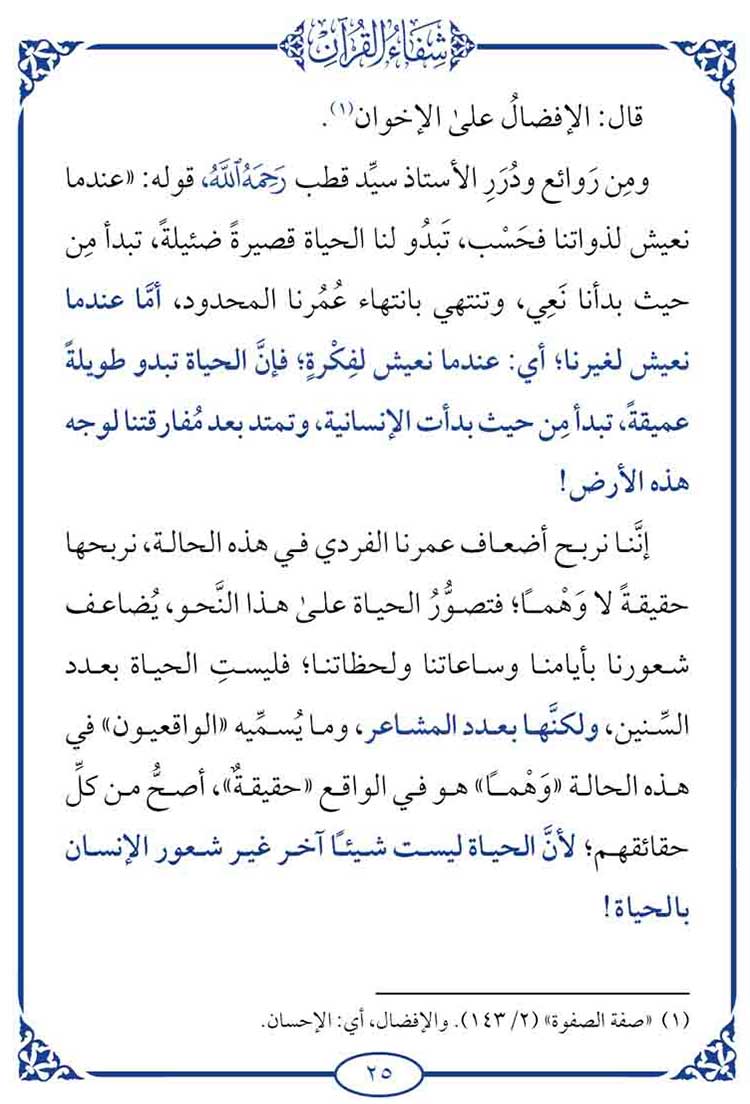 شِفَاءُ القُرْآن
قال: الإفضالُ علىٰ الإخوان(١).
ومِن رَوائع ودُرَرِ الأستاذ سيِّد قطب رَحِمَهُ ٱللَّهُ، قوله: «عندما
نعيش لذواتنا فحَسْب، تَبدُو لنا الحياة قصيرةً ضئيلةً، تبدأ مِن
حيث بدأنا نَعِي، وتنتهي بانتهاء عُمُرنا المحدود، أمَّا عندما
نعيش لغيرنا؛ أي: عندما نعيش لفِكْرةٍ؛ فإنَّ الحياة تبدو طويلةً
عميقةً، تبدأ مِن حيث بدأت الإنسانية، وتمتد بعد مُفارقتنا لوجه
هذه الأرض!
إنَّنا نربح أضعاف عمرنا الفردي في هذه الحالة، نربحها
حقيقةً لا وَهْمًا؛ فتصوُّرُ الحياة علىٰ هذا النَّحو، يُضاعف
شعورنا بأيامنا وساعاتنا ولحظاتنا؛ فليستِ الحياة بعدد
السِّنين، ولكنَّها بعدد المشاعر، وما يُسمِّيه «الواقعيون» في
هذه الحالة «وَهْمًا» هو في الواقع «حقيقةٌ»، أصحُّ من كلِّ
حقائقهم؛ لأنَّ الحياة ليست شيئًا آخر غير شعور الإنسان
بالحياة!
(١) «صفة الصفوة» (٢/ ١٤٣). والإفضال، أي: الإحسان.
٢٥